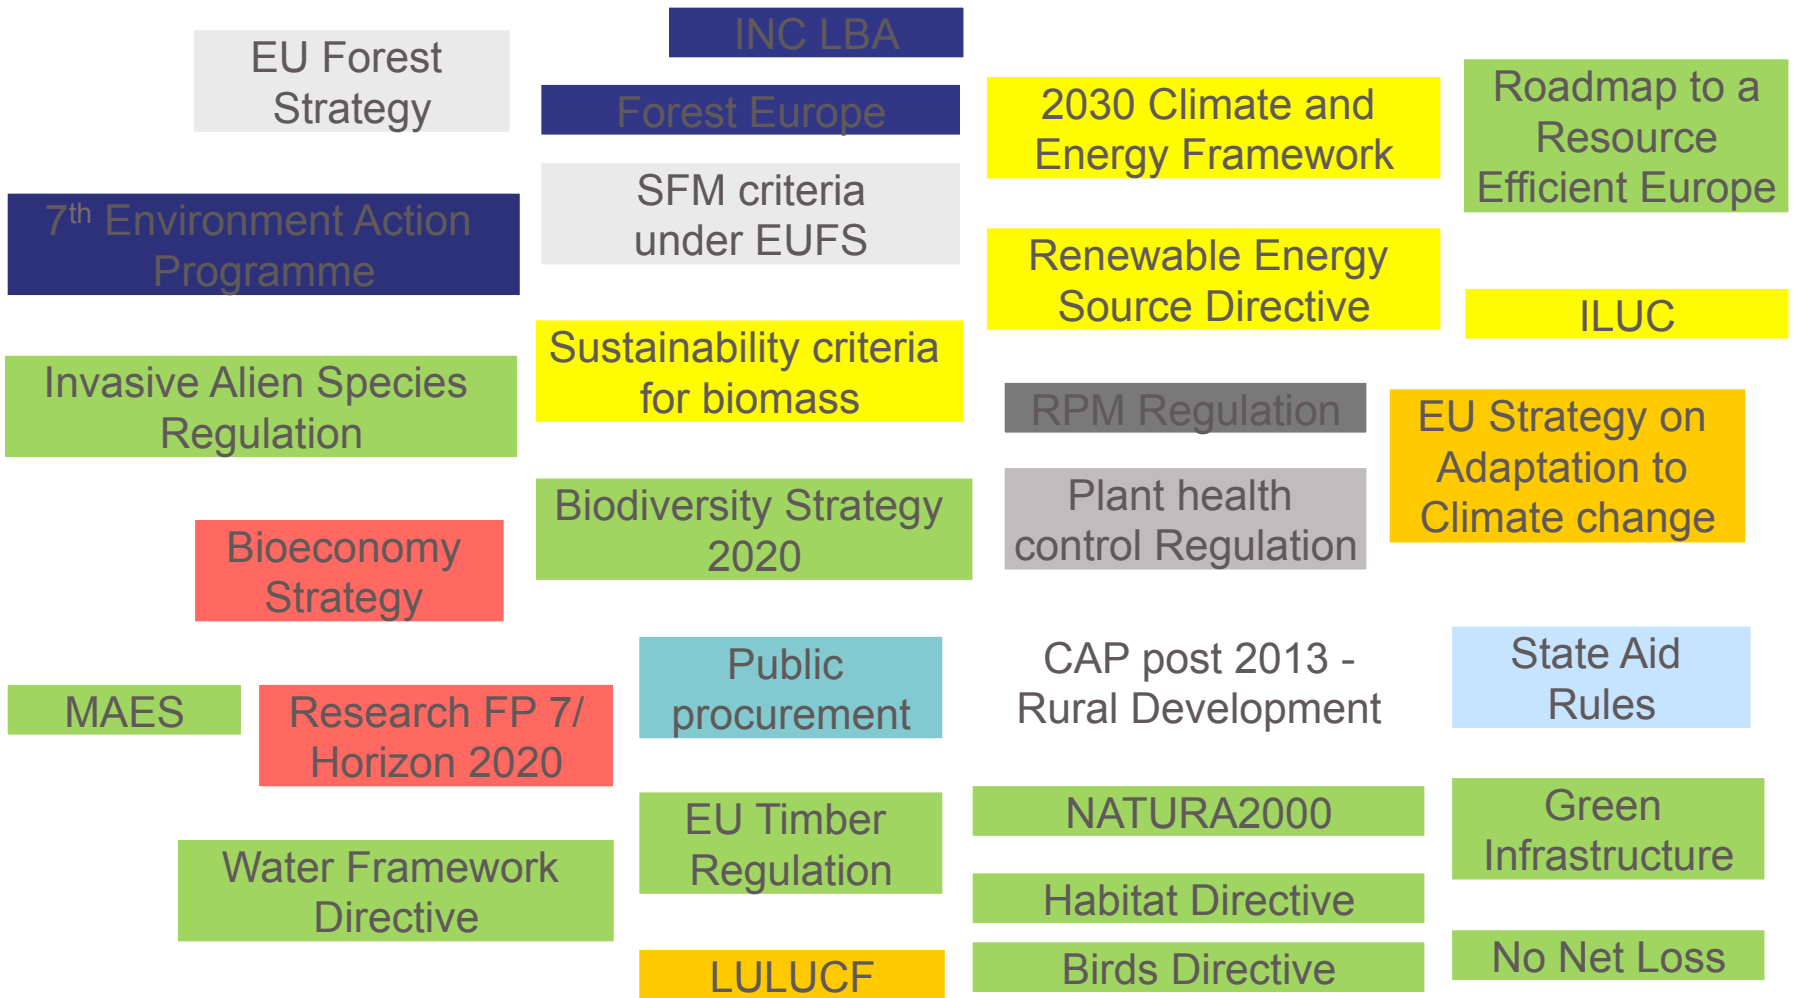 INC LBA
EU Forest
Strategy
Forest Europe
2030 Climate and
Energy Framework
Roadmap to a
Resource
Efficient Europe
7th Environment Action
Programme
SFM criteria
under EUFS
Renewable Energy
Source Directive
ILUC
Invasive Alien Species
Regulation
Sustainability criteria
for biomass
RPM Regulation
EU Strategy on
Adaptation to
Climate change
Bioeconomy
Strategy
Biodiversity Strategy
2020
Plant health
control Regulation
MAES
Research FP 7/
Horizon 2020
Public
procurement
CAP post 2013 -
Rural Development
State Aid
Rules
Water Framework
Directive
EU Timber
Regulation
NATURA2000
Green
Infrastructure
Habitat Directive
LULUCF
Birds Directive
No Net Loss